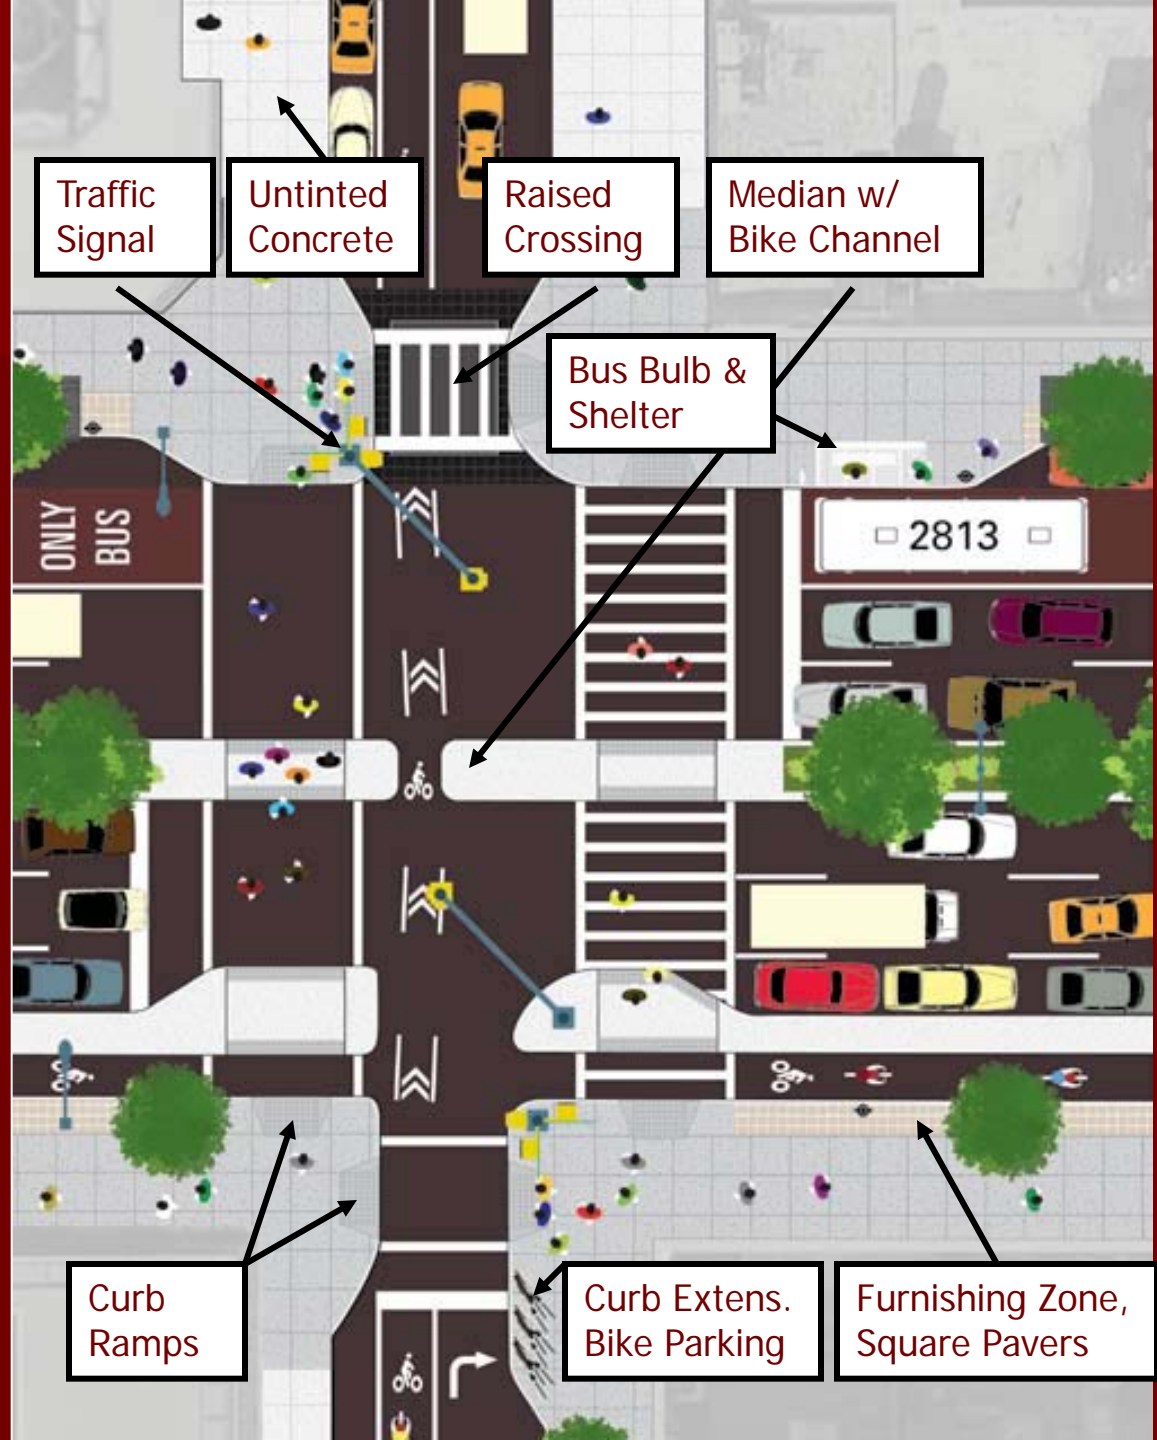 Traffic
Signal
Untinted
Concrete
Raised
Crossing
Median w/
Bike Channel
Bus Bulb &
Shelter
ONLY
BUS
2813
Curb
Ramps
Curb Extens.
Bike Parking
Furnishing Zone,
Square Pavers